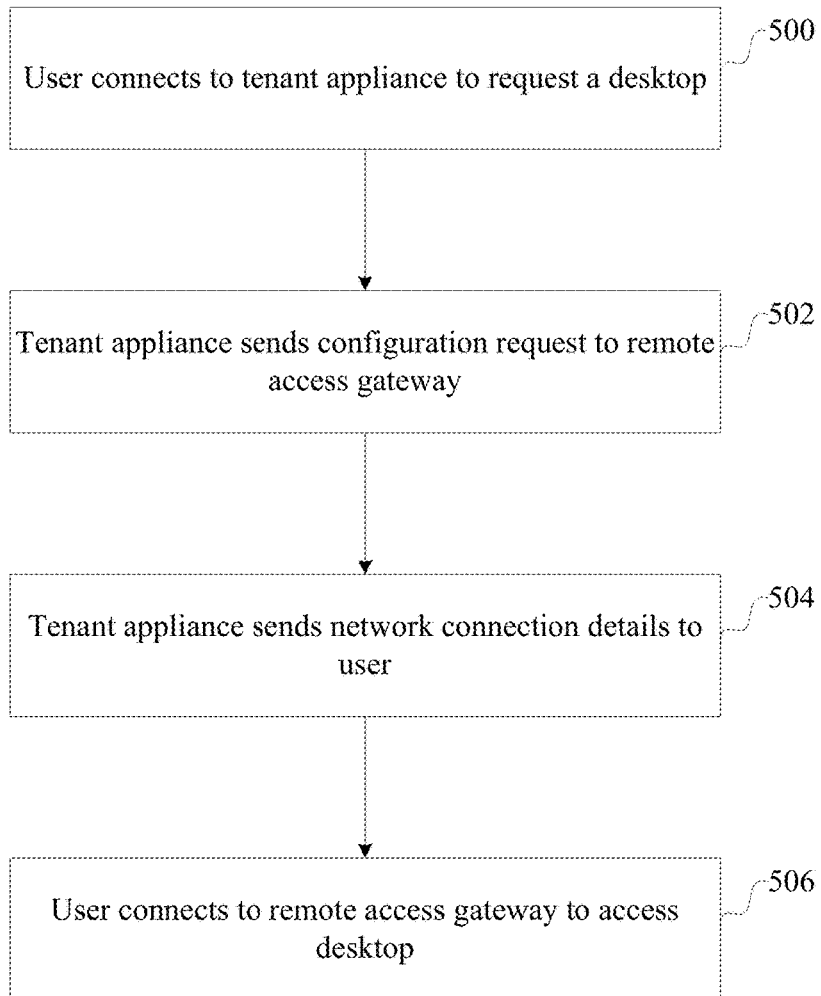 500
User connects to tenant appliance to request a desktop
502
Tenant appliance sends configuration request to remote
access gateway
504
Tenant appliance sends network connection details to
user
506
User connects to remote access gateway to access
desktop